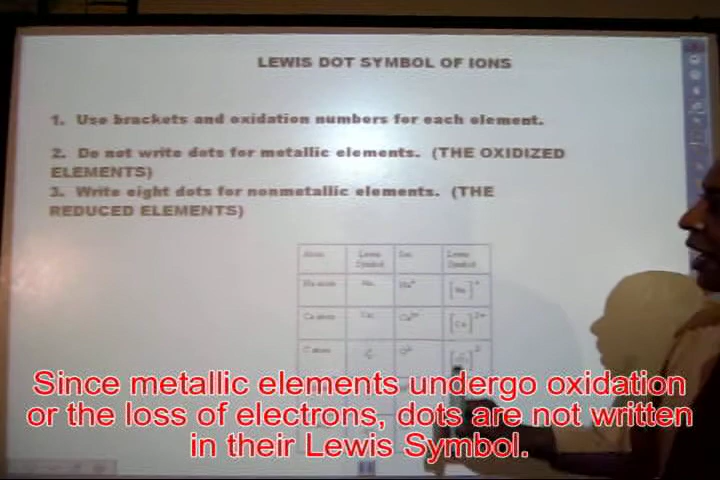 LEWIS DOT SYMBOL OF IONS
1. Use brackets and oxidation numbers for each element.
2. Do not write dots for metallic elements. (THE OXIDIZED
ELEMENTS)
3. Write eight dots for nonmetallic elements. (THE
REDUCED ELEMENTS)
Since metallic elements undergo oxidation
or the loss of electrons, dots are not written
in their Lewis Symbol.